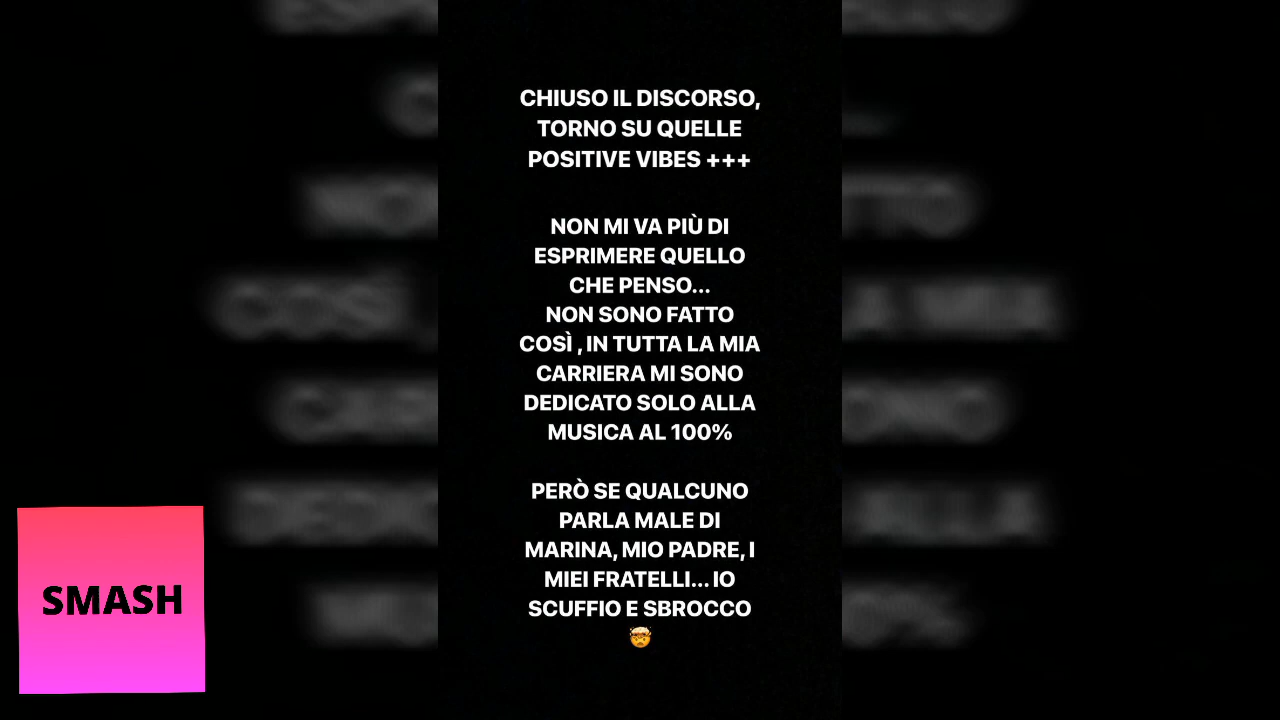 CHIUSO IL DISCORSO,
TORNO SU QUELLE
POSITIVE VIBES +++
NON MI VA PIÙ DI
ESPRIMERE QUELLO
CHE PENSO...
NON SONO FATTO
COSÌ , IN TUTTA LA MIA
CARRIERA MI SONO
DEDICATO SOLO ALLA
MUSICA AL 100%
PERÒ SE QUALCUNO
PARLA MALE DI
MARINA, MIO PADRE, I
MIEI FRATELLI... IO
SCUFFIO E SBROCCO
🤯
SMASH